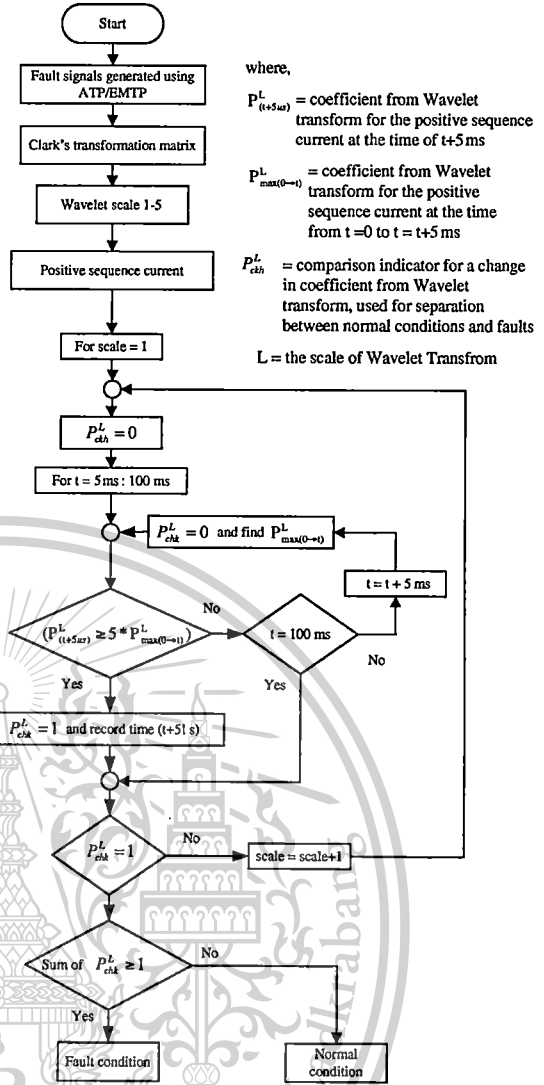 Start
Fault signals generated using
ATP/EMTP
Clark's transformation matrix
Wavelet scale 1-5
Positive sequence current
For scale = 1
P^L_ckh = 0
For t = 5 ms : 100 ms
P^L_chk = 0 and find P^L_max(0→t)
t = t + 5 ms
(P^L_(t+5us) ≥ 5 * P^L_max(0→t))
No
t = 100 ms
No
Yes
Yes
P^L_chk = 1 and record time (t+5! s)
P^L_chk = 1
No
scale = scale+1
Sum of P^L_chk ≥ 1
No
Yes
Fault condition
Normal
condition
where,
P^L_(t+5us) = coefficient from Wavelet
transform for the positive sequence
current at the time of t+5 ms
P^L_max(0→t) = coefficient from Wavelet
transform for the positive
sequence current at the time
from t =0 to t = t+5 ms
P^L_ckh = comparison indicator for a change
in coefficient from Wavelet
transform, used for separation
between normal conditions and faults
L = the scale of Wavelet Transfrom